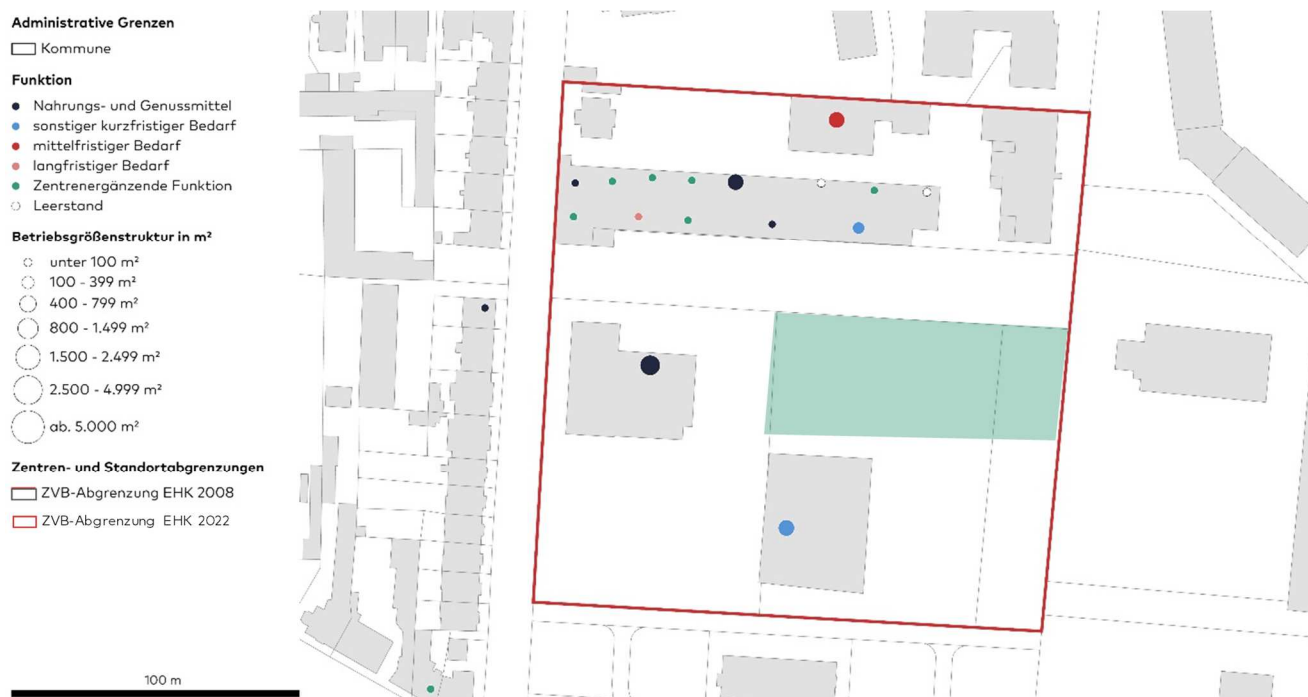 Administrative Grenzen
Kommune
Funktion
Nahrungs- und Genussmittel
sonstiger kurzfristiger Bedarf
mittelfristiger Bedarf
langfristiger Bedarf
Zentrenergänzende Funktion
Leerstand
Betriebsgrößenstruktur in m²
unter 100 m²
100 - 399 m²
400 - 799 m²
800 - 1.499 m²
1.500 - 2.499 m²
2.500 - 4.999 m²
ab. 5.000 m²
Zentren- und Standortabgrenzungen
ZVB-Abgrenzung EHK 2008
ZVB-Abgrenzung EHK 2022
100 m